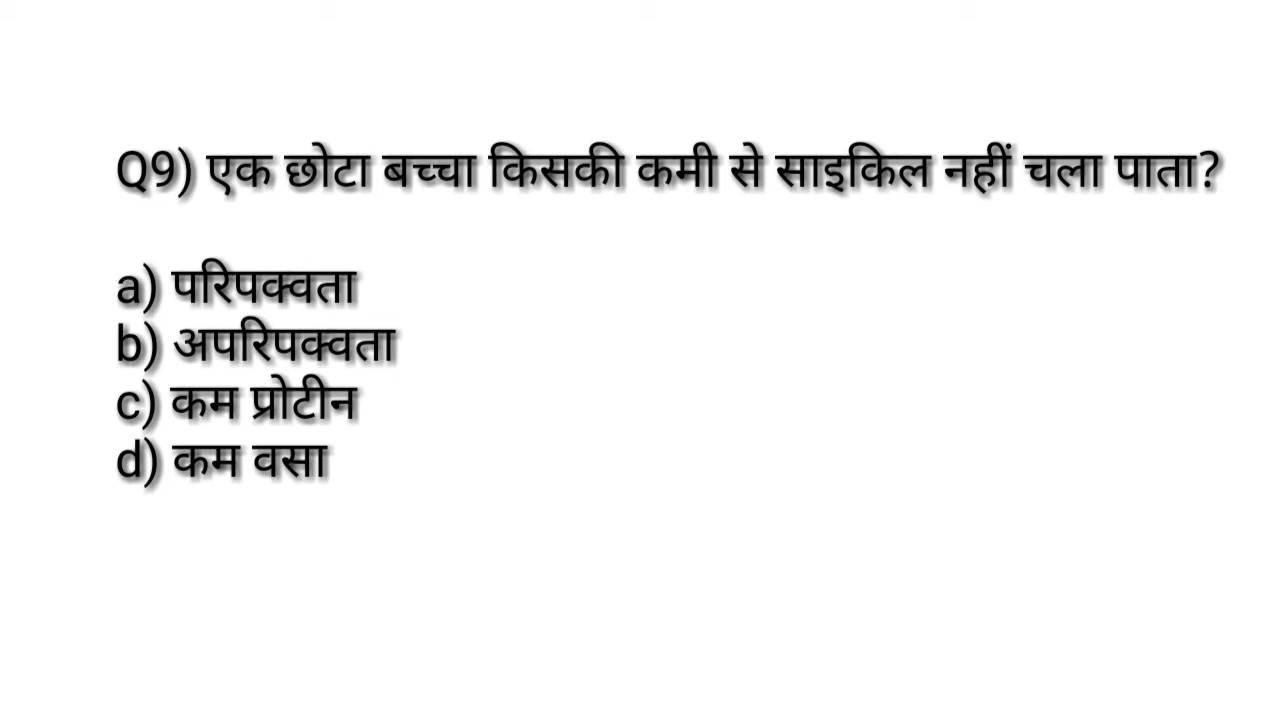 Q9) एक छोटा बच्चा किसकी कमी से साइकिल नहीं चला पाता?
a) परिपक्वता
b) अपरिपक्वता
c) कम प्रोटीन
d) कम वसा